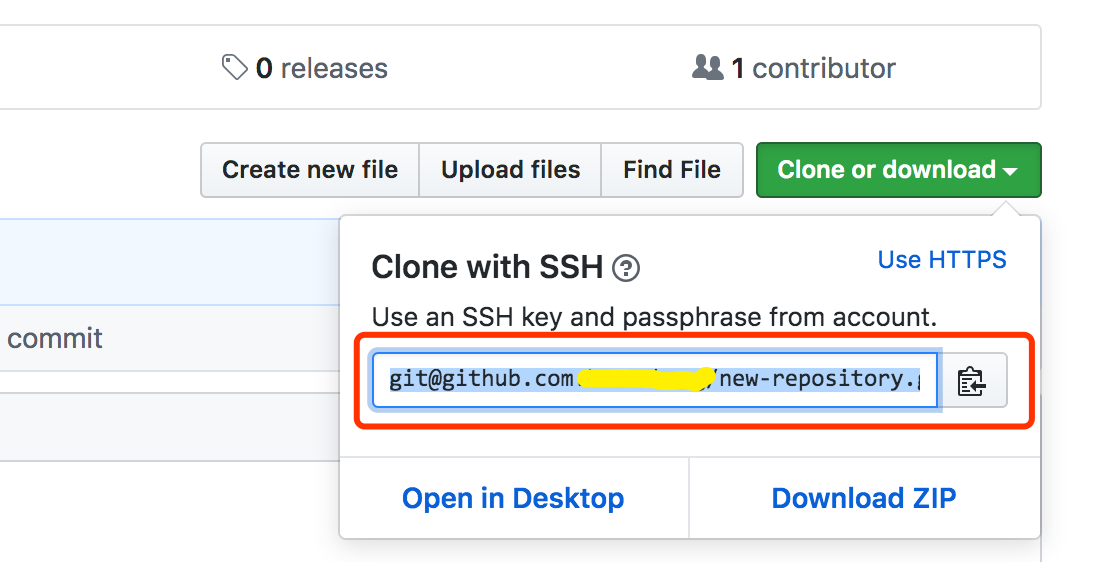 0 releases
1 contributor
Create new file
Upload files
Find File
Clone or download
Clone with SSH
Use HTTPS
Use an SSH key and passphrase from account.
commit
git@github.com /new-repository.
Open in Desktop
Download ZIP